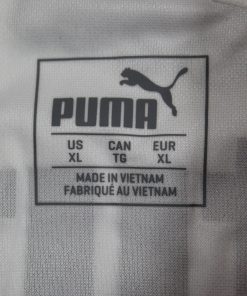 PUMA
US CAN EUR
XL TG XL
MADE IN VIETNAM
FABRIQUÉ AU VIETNAM